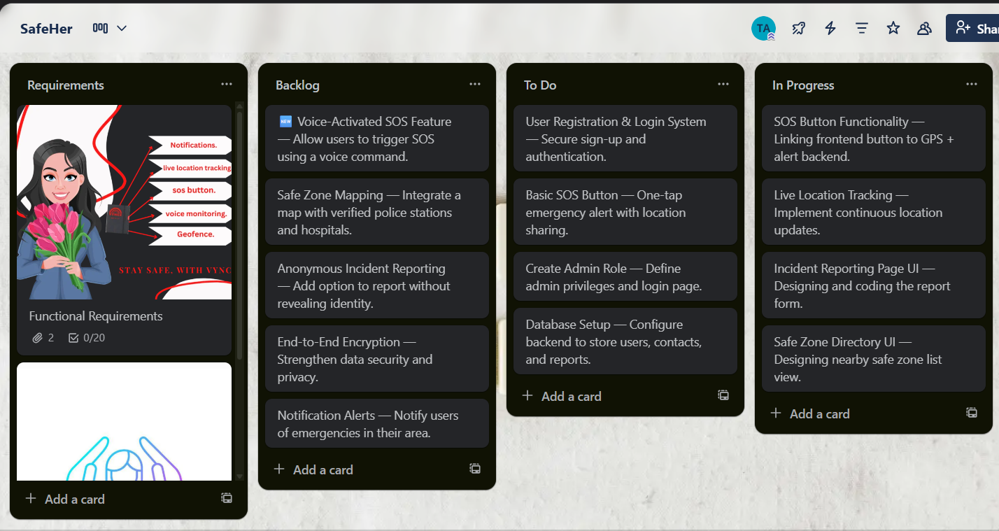 SafeHer
TA
Shar
Requirements
Notifications.
live location tracking
sos button.
voice monitoring.
Geofence.
STAY SAFE. WITH VYNC
Functional Requirements
2
0/20
Add a card
Backlog
NEW Voice-Activated SOS Feature
— Allow users to trigger SOS
using a voice command.
Safe Zone Mapping — Integrate a
map with verified police stations
and hospitals.
Anonymous Incident Reporting
— Add option to report without
revealing identity.
End-to-End Encryption —
Strengthen data security and
privacy.
Notification Alerts — Notify users
of emergencies in their area.
Add a card
To Do
User Registration & Login System
— Secure sign-up and
authentication.
Basic SOS Button — One-tap
emergency alert with location
sharing.
Create Admin Role — Define
admin privileges and login page.
Database Setup — Configure
backend to store users, contacts,
and reports.
Add a card
In Progress
SOS Button Functionality —
Linking frontend button to GPS +
alert backend.
Live Location Tracking —
Implement continuous location
updates.
Incident Reporting Page UI —
Designing and coding the report
form.
Safe Zone Directory UI —
Designing nearby safe zone list
view.
Add a card